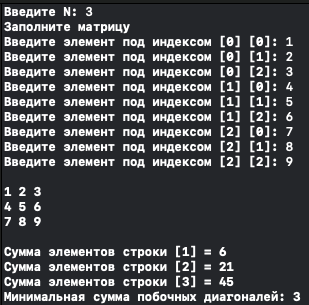 Введите N: 3
Заполните матрицу
Введите элемент под индексом [0] [0]: 1
Введите элемент под индексом [0] [1]: 2
Введите элемент под индексом [0] [2]: 3
Введите элемент под индексом [1] [0]: 4
Введите элемент под индексом [1] [1]: 5
Введите элемент под индексом [1] [2]: 6
Введите элемент под индексом [2] [0]: 7
Введите элемент под индексом [2] [1]: 8
Введите элемент под индексом [2] [2]: 9
1 2 3
4 5 6
7 8 9
Сумма элементов строки [1] = 6
Сумма элементов строки [2] = 21
Сумма элементов строки [3] = 45
Минимальная сумма побочных диагоналей: 3